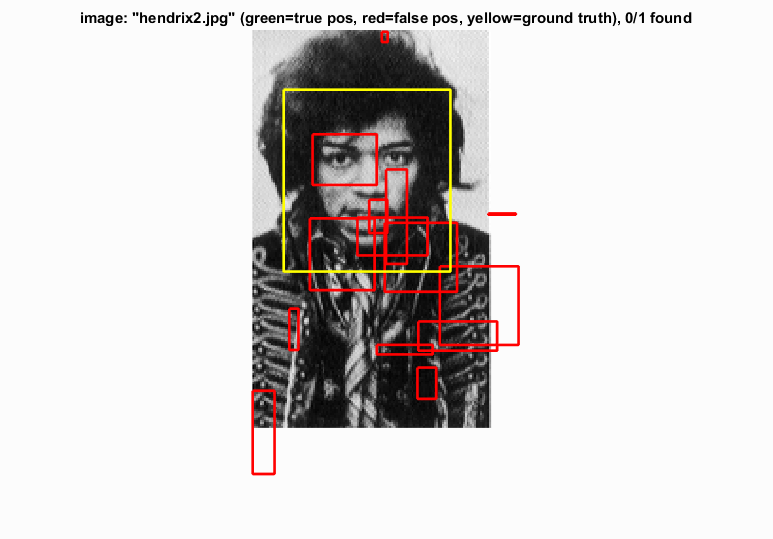 image: "hendrix2.jpg" (green=true pos, red=false pos, yellow=ground truth), 0/1 found